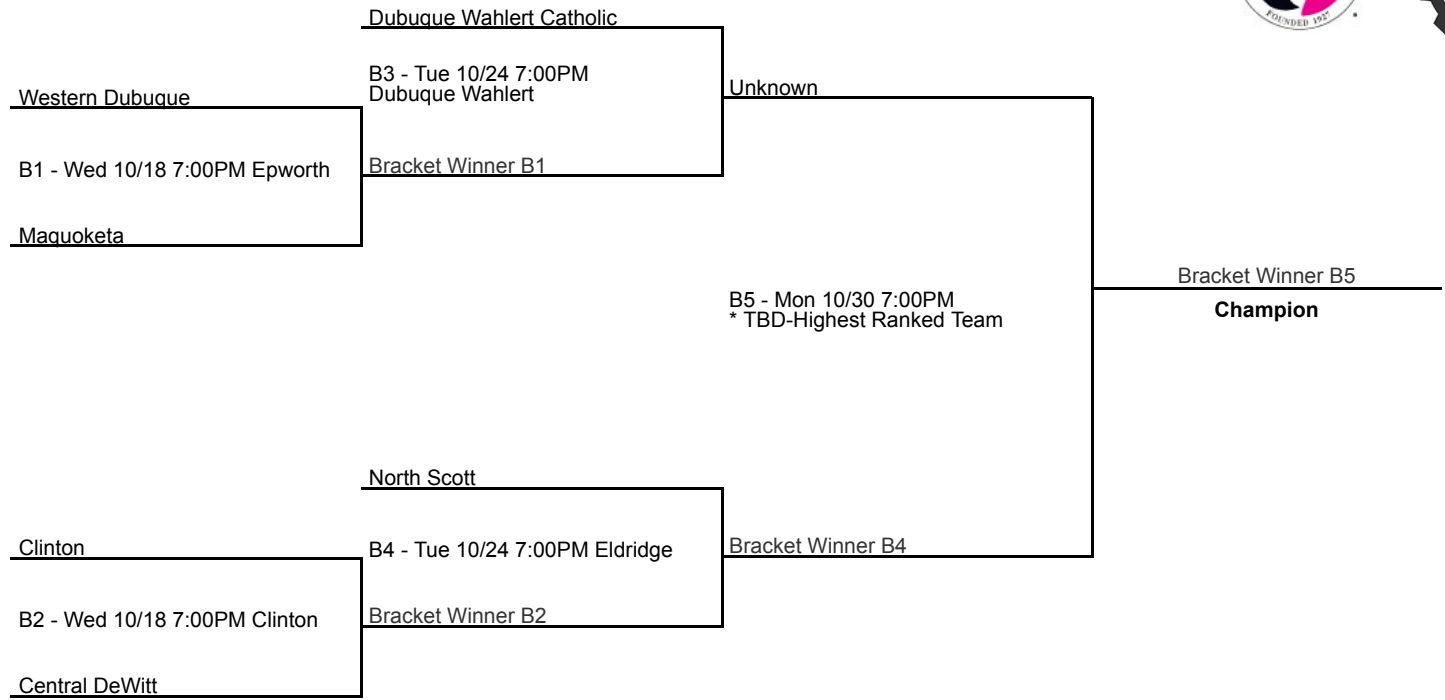 Dubuque Wahlert Catholic
FOUNDED 1927
B3 - Tue 10/24 7:00PM
Dubuque Wahlert
Western Dubuque
Unknown
B1 - Wed 10/18 7:00PM Epworth
Bracket Winner B1
Maquoketa
Bracket Winner B5
B5 - Mon 10/30 7:00PM
* TBD-Highest Ranked Team
Champion
North Scott
Clinton
B4 - Tue 10/24 7:00PM Eldridge
Bracket Winner B4
B2 - Wed 10/18 7:00PM Clinton
Bracket Winner B2
Central DeWitt